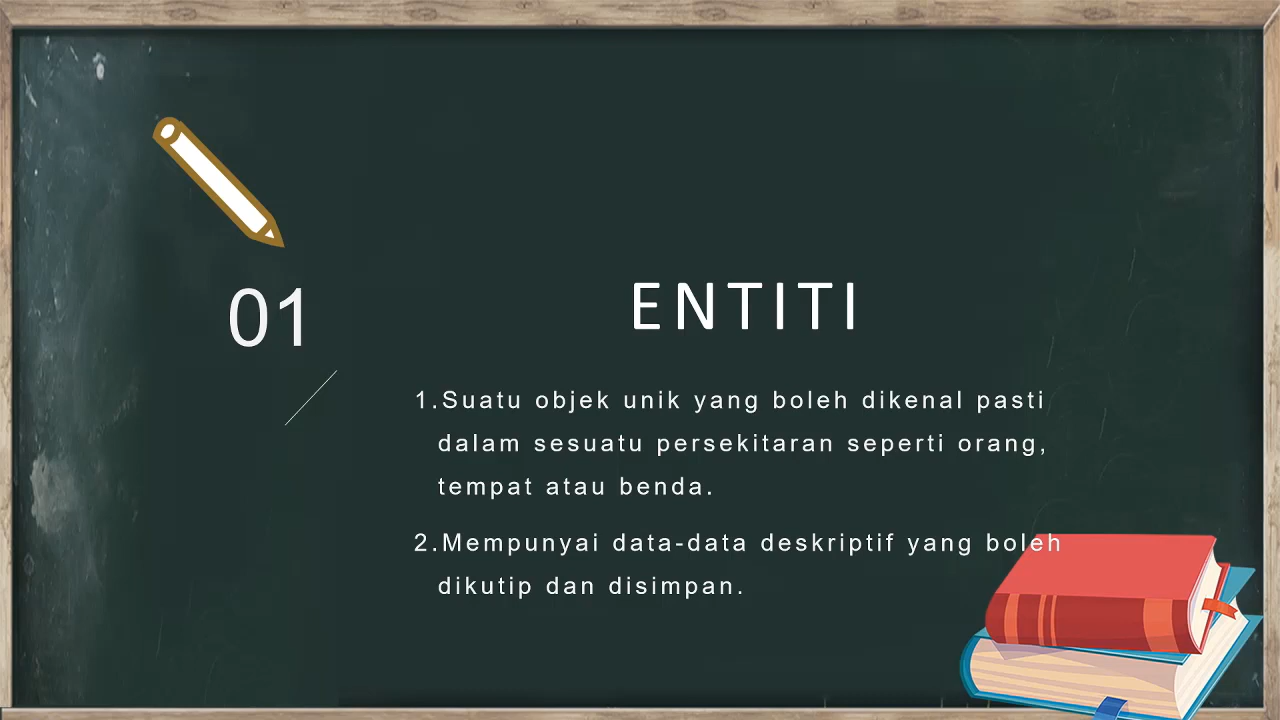 01
ENTITI
1.Suatu objek unik yang boleh dikenal pasti
dalam sesuatu persekitaran seperti orang,
tempat atau benda.
2.Mempunyai data-data deskriptif yang boleh
dikutip dan disimpan.